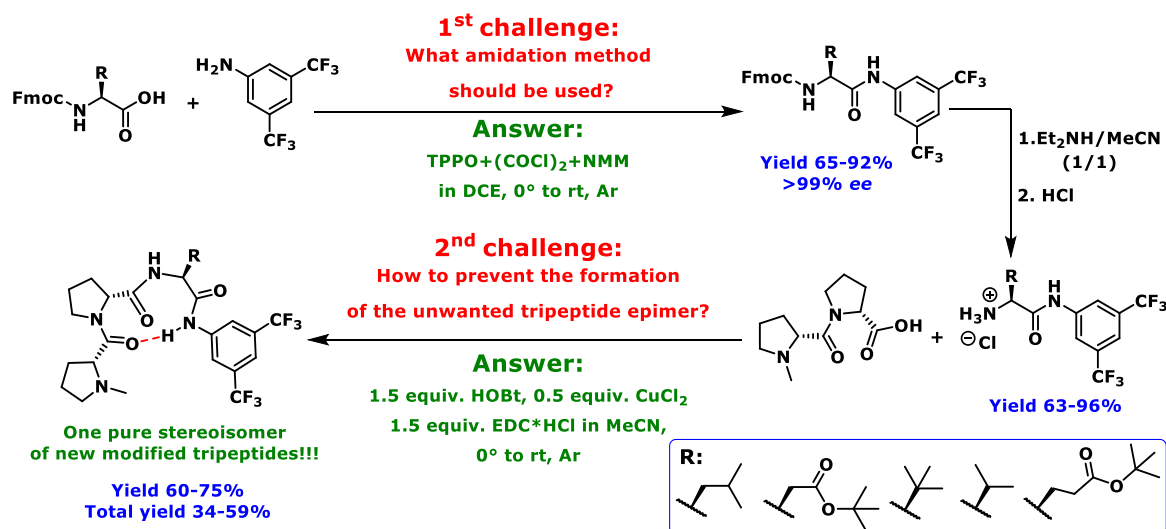 1st challenge:
What amidation method
should be used?
Answer:
TPPO+(COCl)2+NMM
in DCE, 0° to rt, Ar
R
Fmoc
N
H
OH
O
+
H2N
CF3
CF3
R
Fmoc
N
H
H
N
O
CF3
CF3
Yield 65-92%
>99% ee
1.Et2NH/MeCN
(1/1)
2. HCl
2nd challenge:
How to prevent the formation
of the unwanted tripeptide epimer?
Answer:
1.5 equiv. HOBt, 0.5 equiv. CuCl2
1.5 equiv. EDC*HCl in MeCN,
0° to rt, Ar
R
H
N
O
O
N
O
H
N
N
CF3
CF3
One pure stereoisomer
of new modified tripeptides!!!
Yield 60-75%
Total yield 34-59%
N
O
N
OH
O
+
R
H3N
⊕
⊖Cl
H
N
O
CF3
CF3
Yield 63-96%
R:
O
O
O
O